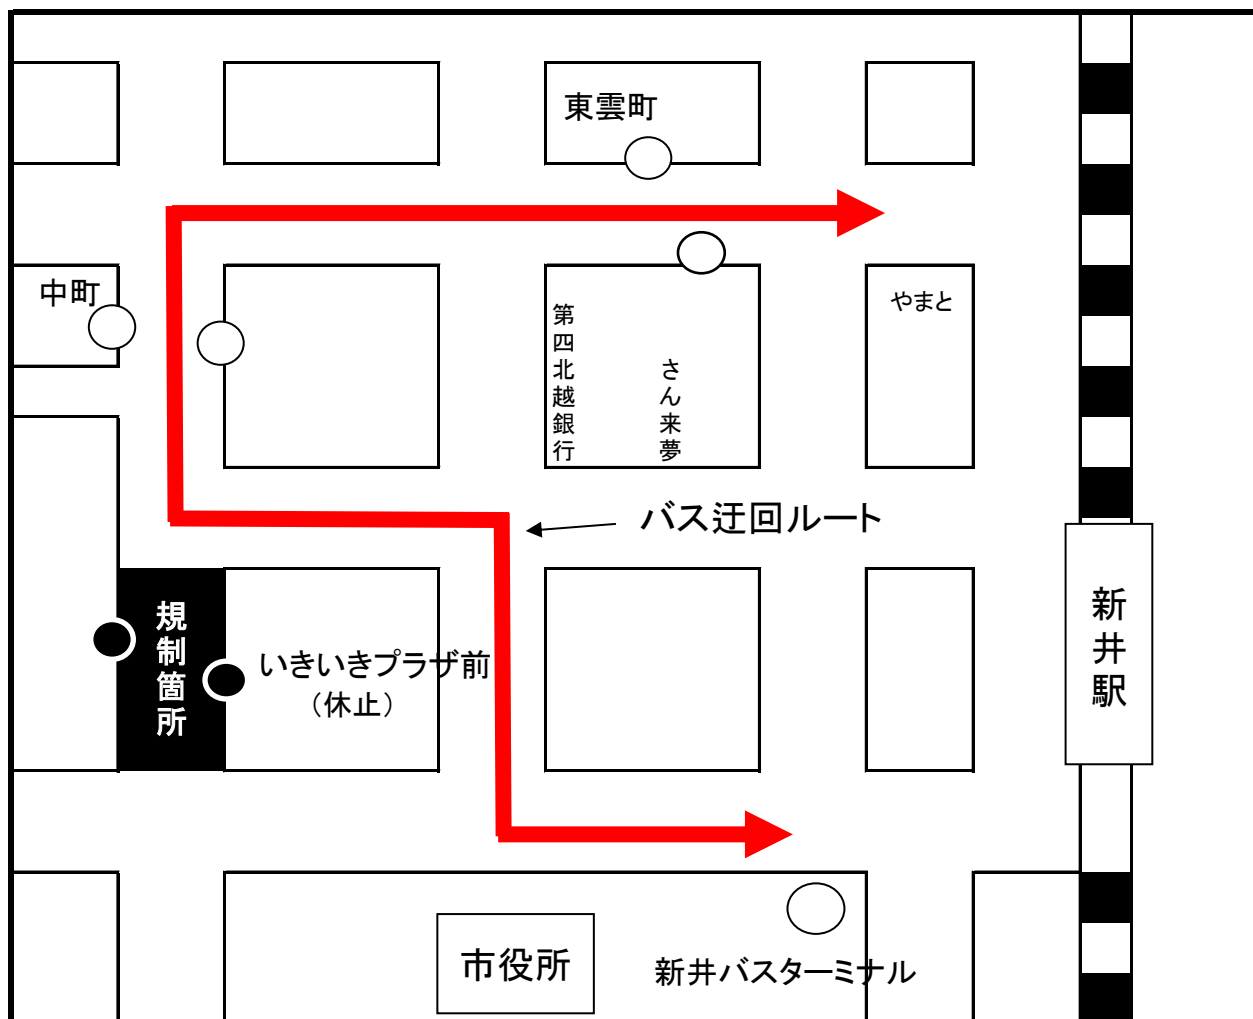 東雲町
中町
やまと
第四北越銀行
さん来夢
バス迂回ルート
規制箇所
いきいきプラザ前
（休止）
新井駅
市役所
新井バスターミナル